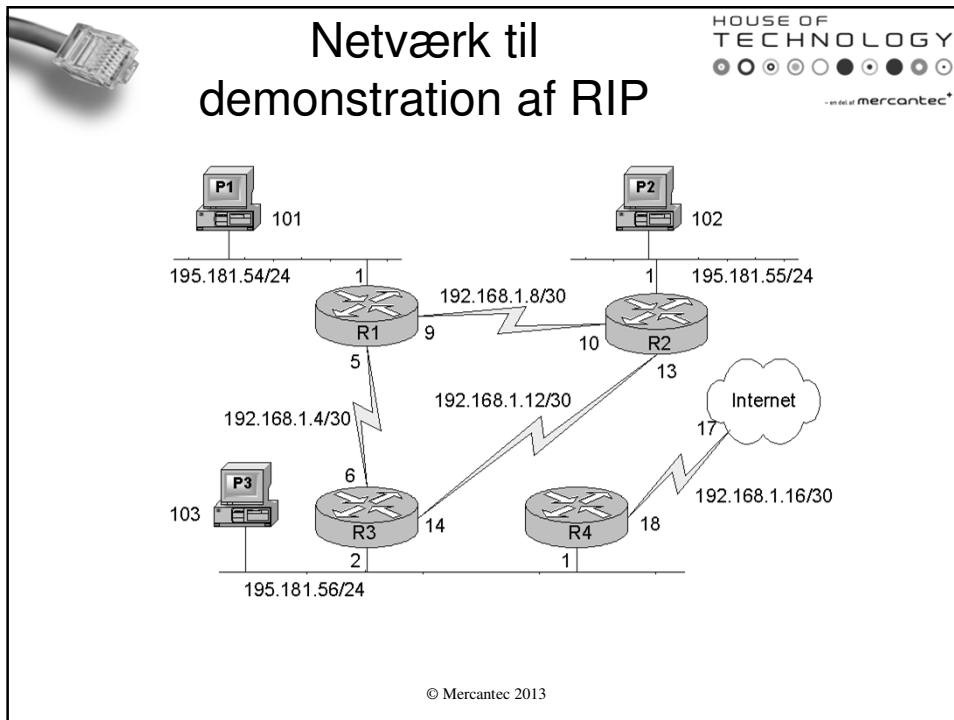 Netværk til
demonstration af RIP
HOUSE OF
TECHNOLOGY
- en del af mercantec+
P1
101
P2
102
195.181.54/24
1
1
195.181.55/24
192.168.1.8/30
R1
9
10
R2
5
13
192.168.1.12/30
Internet
192.168.1.4/30
17
6
P3
192.168.1.16/30
103
R3
14
R4
18
2
1
195.181.56/24
© Mercantec 2013